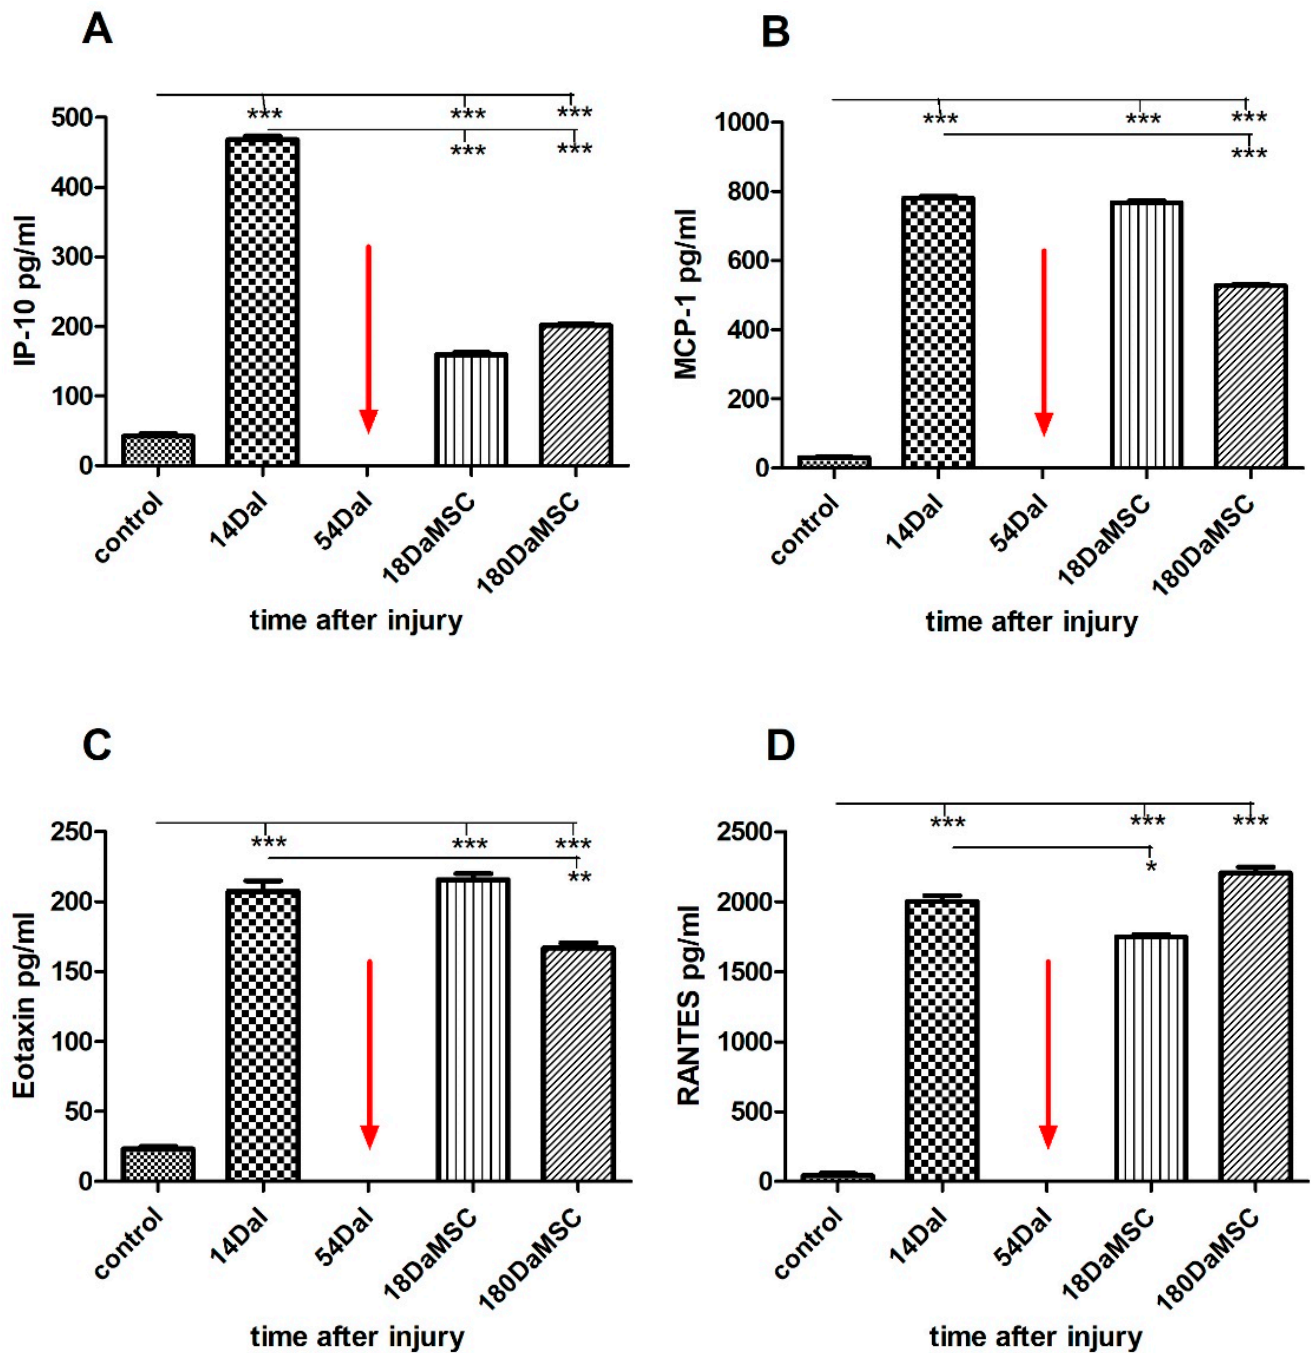 A
***
***
***
***
***
500
400
300
200
100
0
IP-10 pg/ml
control
14DaI
54DaI
18DaMSC
180DaMSC
time after injury
B
***
***
***
***
1000
800
600
400
200
0
MCP-1 pg/ml
control
14DaI
54DaI
18DaMSC
180DaMSC
time after injury
C
***
***
***
**
250
200
150
100
50
0
Eotaxin pg/ml
control
14DaI
54DaI
18DaMSC
180DaMSC
time after injury
D
***
***
***
*
2500
2000
1500
1000
500
0
RANTES pg/ml
control
14DaI
54DaI
18DaMSC
180DaMSC
time after injury